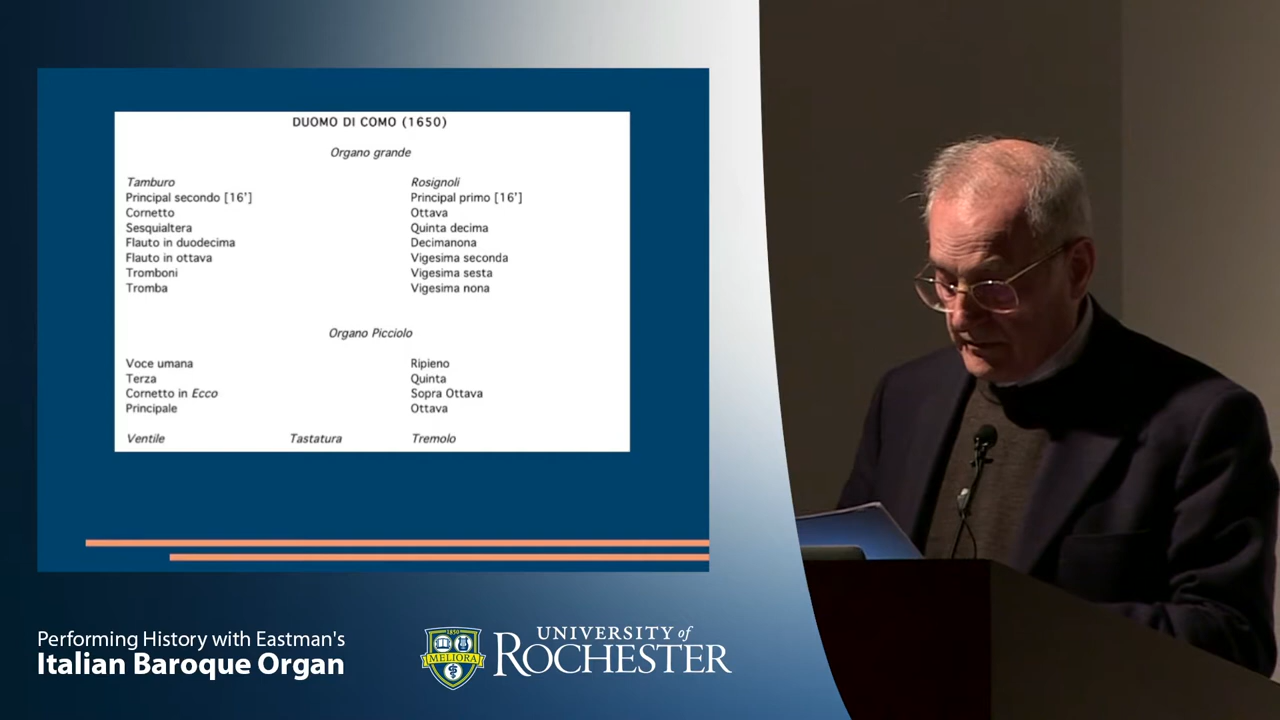 DUOMO DI COMO (1650)
Organo grande
Tamburo Rosignoli
Principal secondo [16'] Principal primo [16']
Cornetto Ottava
Sesquialtera Quinta decima
Flauto in duodecima Decimanona
Flauto in ottava Vigesima seconda
Tromboni Vigesima sesta
Tromba Vigesima nona
Organo Picciolo
Voce umana Ripieno
Terza Quinta
Cornetto in Ecco Sopra Ottava
Principale Ottava
Ventile Tastatura Tremolo
Performing History with Eastman's
Italian Baroque Organ
1850
MELIORA
UNIVERSITY of
ROCHESTER